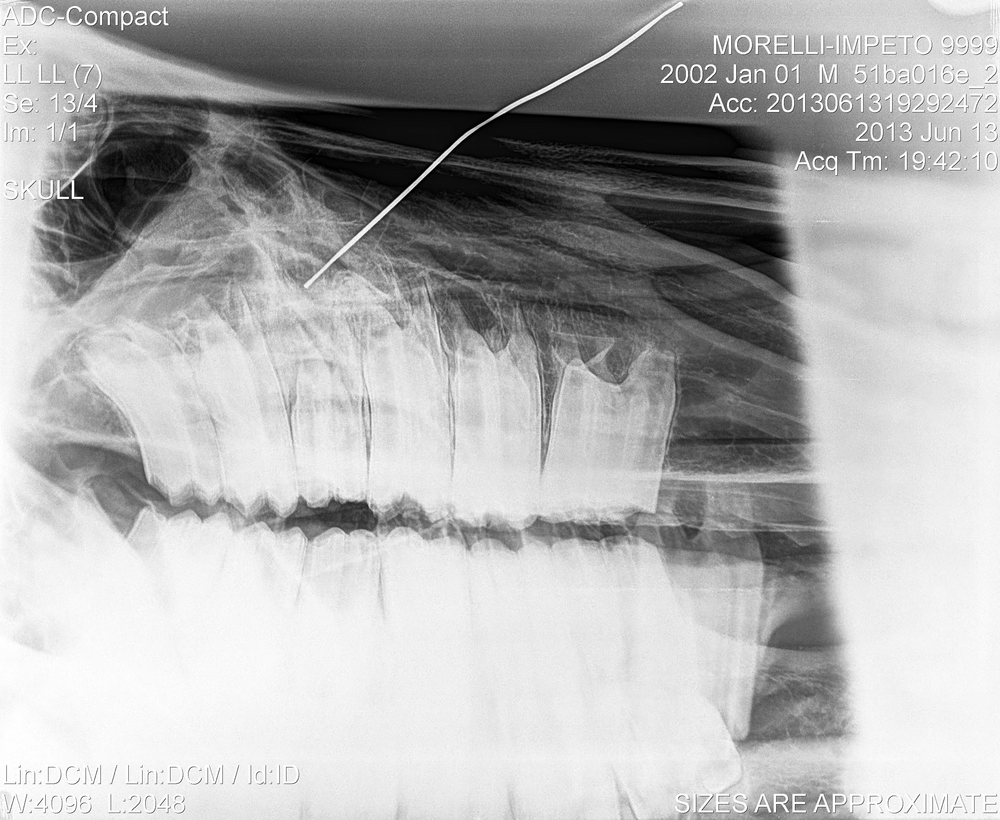 ADC-Compact
Ex:
LL LL (7)
Se: 13/4
Im: 1/1
SKULL
MORELLI-IMPETO 9999
2002 Jan 01 M 51ba016e_2
Acc: 2013061319292472
2013 Jun 13
Acq Tm: 19:42:10
Lin:DCM / Lin:DCM / Id:ID
W:4096 L:2048
SIZES ARE APPROXIMATE